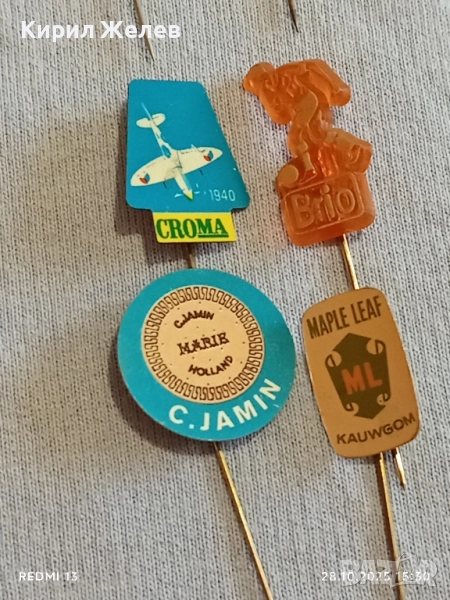 Кирил Желев
1940
CROMA
Brio
C.JAMIN
MARIE
HOLLAND
C.JAMIN
MAPLE LEAF
ML
KAUWGOM
REDMI 13
28.10.2025 15:30